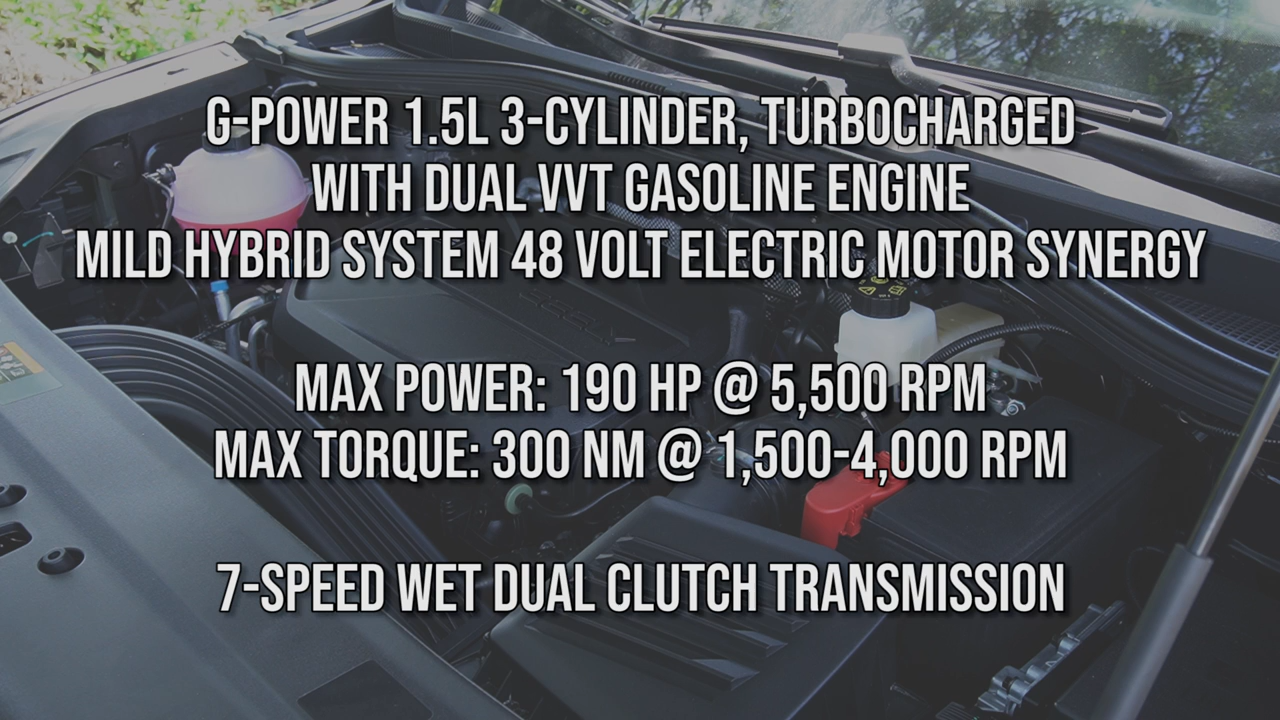 G-POWER 1.5L 3-CYLINDER, TURBOCHARGED
WITH DUAL VVT GASOLINE ENGINE
MILD HYBRID SYSTEM 48 VOLT ELECTRIC MOTOR SYNERGY
MAX POWER: 190 HP @ 5,500 RPM
MAX TORQUE: 300 NM @ 1,500-4,000 RPM
7-SPEED WET DUAL CLUTCH TRANSMISSION